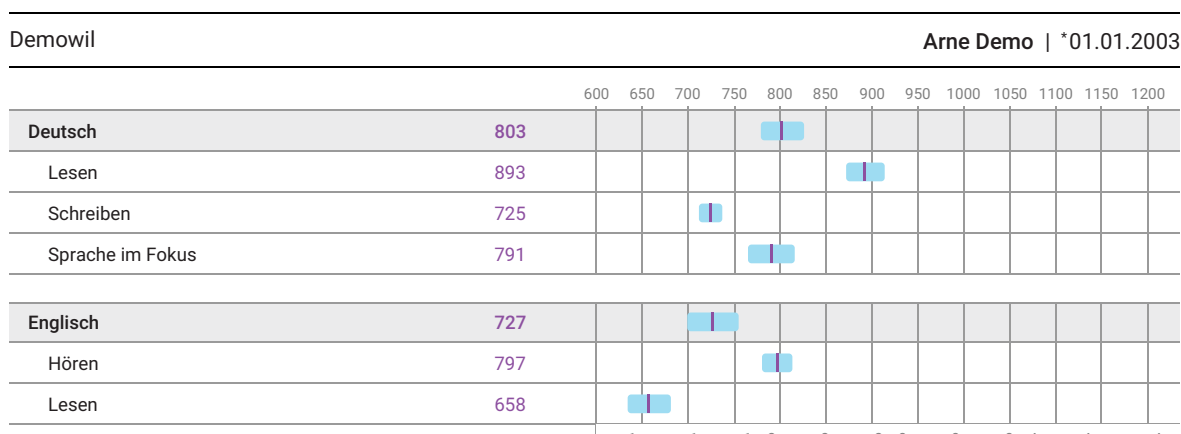 Demowil Arne Demo | *01.01.2003
600 650 700 750 800 850 900 950 1000 1050 1100 1150 1200
Deutsch 803
Lesen 893
Schreiben 725
Sprache im Fokus 791
Englisch 727
Hören 797
Lesen 658